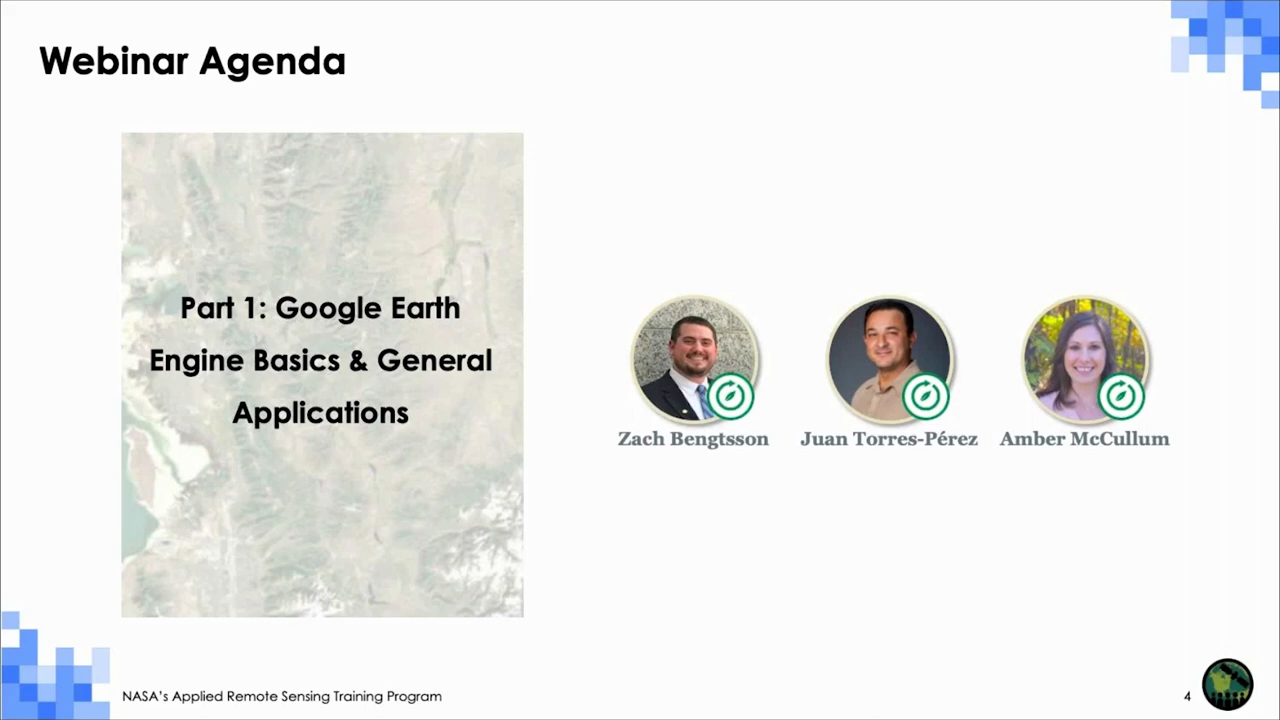 Webinar Agenda
Part 1: Google Earth
Engine Basics & General
Applications
Zach Bengtsson
Juan Torres-Pérez
Amber McCullum
NASA's Applied Remote Sensing Training Program
4